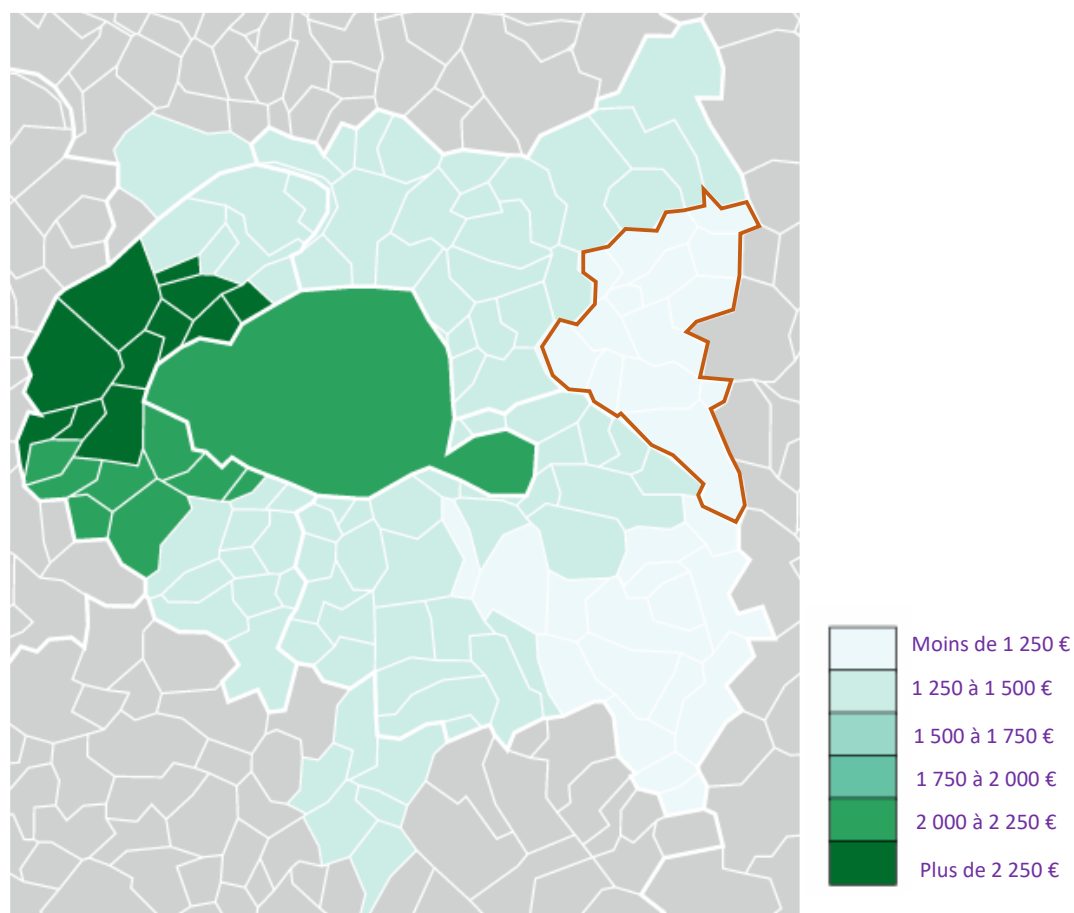 Moins de 1 250 €
1 250 à 1 500 €
1 500 à 1 750 €
1 750 à 2 000 €
2 000 à 2 250 €
Plus de 2 250 €